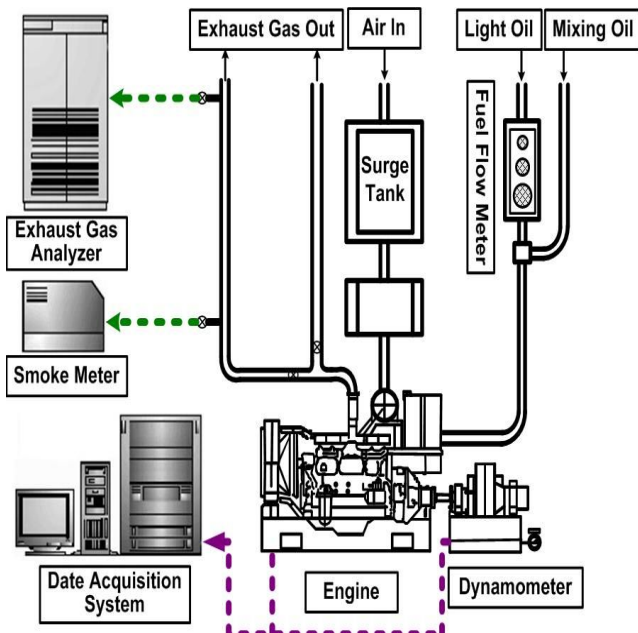 Exhaust Gas Out
Air In
Light Oil
Mixing Oil
Fuel Flow Meter
Surge
Tank
Exhaust Gas
Analyzer
Smoke Meter
Date Acquisition
System
Engine
Dynamometer